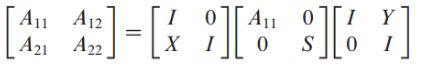 [ A₁₁ A₁₂ ] = [ I 0 ] [ A₁₁ 0 ] [ I Y ]
[ A₂₁ A₂₂ ] [ X I ] [ 0 S ] [ 0 I ]